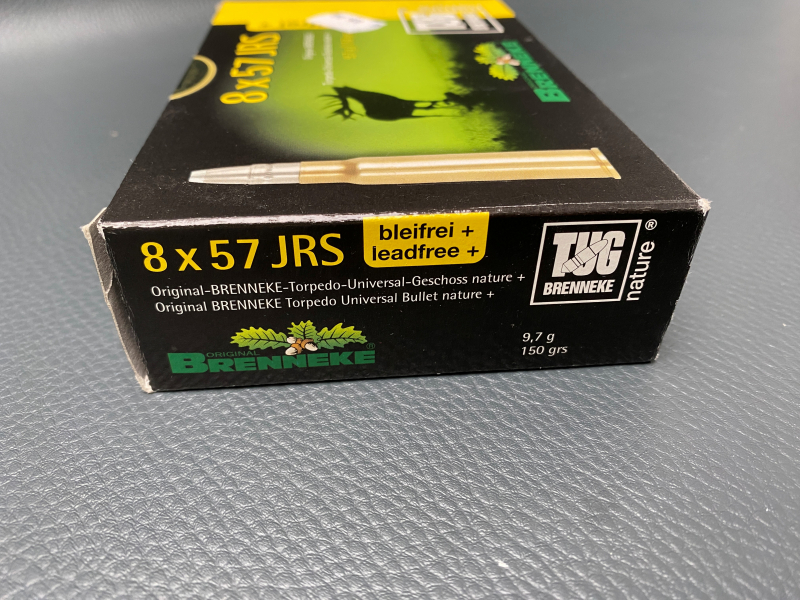 8x57 JRS
BRENNEKE
8 x 57 JRS
bleifrei +
leadfree +
Original-BRENNEKE-Torpedo-Universal-Geschoss nature +
Original BRENNEKE Torpedo Universal Bullet nature +
ORIGINAL
BRENNEKE®
TUG
BRENNEKE
nature®
9,7 g
150 grs